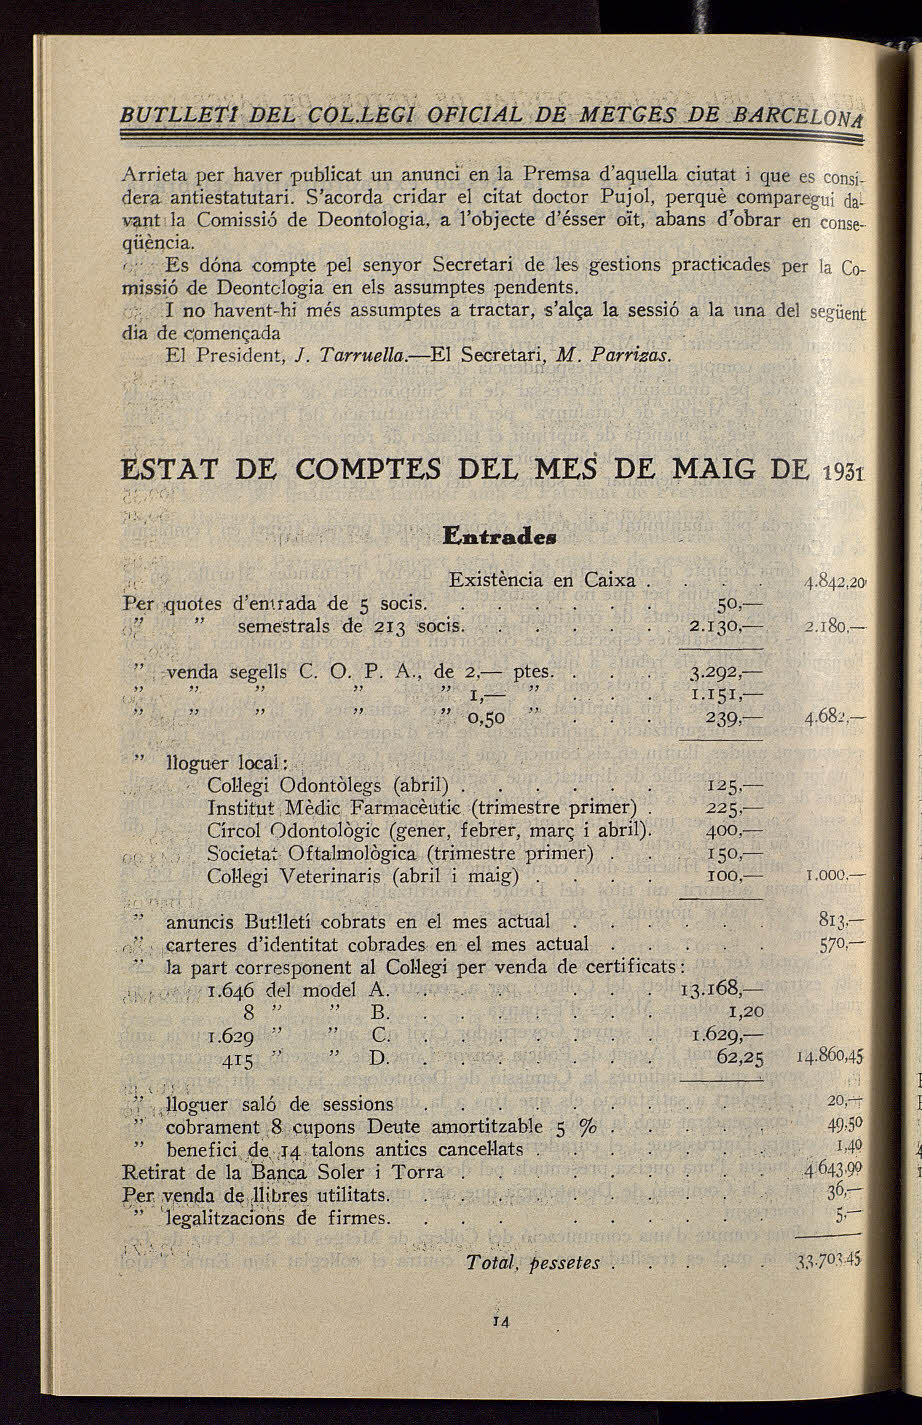 BUTLLETÍ DEL COL.LEGI OFICIAL DE METGES DE BARCELONA
Arrieta per haver publicat un anunci en la Premsa d'aquella ciutat i que es consi-
dera antiestatutari. S'acorda cridar el citat doctor Pujol, perquè comparegui da-
vant la Comissió de Deontologia, a l'objecte d'ésser oït, abans d'obrar en conse-
qüència.
Es dóna compte pel senyor Secretari de les gestions practicades per la Co-
missió de Deontologia en els assumptes pendents.
I no havent-hi més assumptes a tractar, s'alça la sessió a la una del següent
dia de començada
El President, J. Tarruella.—El Secretari, M. Parrizas.
ESTAT DE COMPTES DEL MES DE MAIG DE 1931
Entrades
Existència en Caixa . . . . 4.842,20
Per quotes d'entrada de 5 socis. . . . . . . 50,—
" " semestrals de 213 socis. . . . . . 2.130,— 2.180,—
" venda segells C. O. P. A., de 2,— ptes. . . . 3.292,—
" " " " " 1,— " . . . 1.151,—
" " " " " 0,50 " . . . 239,— 4.682,—
" lloguer local:
Col·legi Odontòlegs (abril) . . . . . . 125,—
Institut Mèdic Farmacèutic (trimestre primer) 225,—
Círcol Odontològic (gener, febrer, març i abril). 400,—
Societat Oftalmològica (trimestre primer) . . 150,—
Col·legi Veterinaris (abril i maig) . . . . 100,— 1.000,—
" anuncis Butlletí cobrats en el mes actual . . . . . . 813,—
" carteres d'identitat cobrades en el mes actual . . . . . 570,—
" la part corresponent al Col·legi per venda de certificats:
1.646 del model A. . . . . . . . 13.168,—
8 " " B. . . . . . . . 1,20
1.629 " " C. . . . . . . . 1.629,—
415 " " D. . . . . . . . 62,25 14.860,45
" lloguer saló de sessions . . . . . . . . . . 20,—
" cobrament 8 cupons Deute amortitzable 5 % . . . . . 49,50
" benefici de 14 talons antics cancel·lats . . . . . . . 1,40
Retirat de la Banca Soler i Torra . . . . . . . . . 4.643,90
Per venda de llibres utilitats. . . . . . . . . . . 36,—
" legalitzacions de firmes. . . . . . . . . . . 5,—
Total, pessetes . . . . . 33.703,45
14